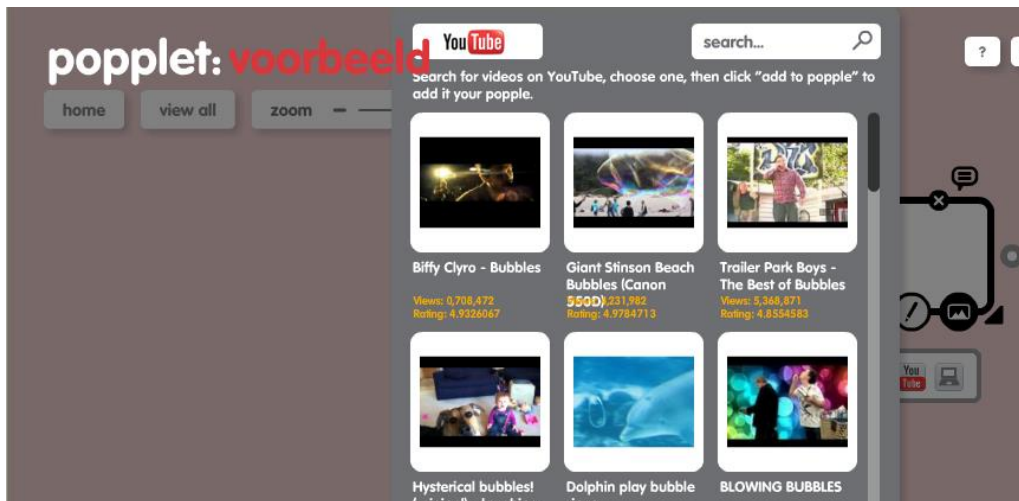 popplet: voorbeeld
home
view all
zoom
YouTube
search...
?
Search for videos on YouTube, choose one, then click "add to popple" to
add it your popple.
Biffy Clyro - Bubbles
Views: 0,708,472
Rating: 4.9326067
Giant Stinson Beach
Bubbles (Canon
550D)
Rating: 4.9784713
Trailer Park Boys -
The Best of Bubbles
Views: 5,368,871
Rating: 4.8554583
You
Tube
Hysterical bubbles!
Dolphin play bubble
BLOWING BUBBLES